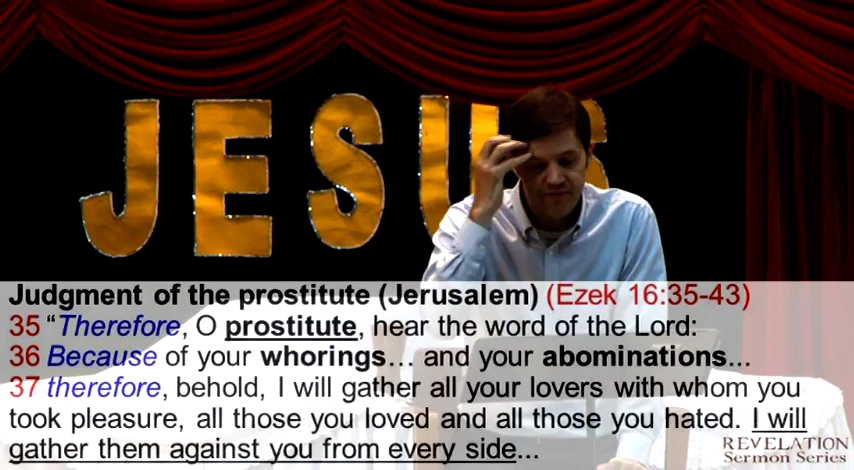 JESUS
Judgment of the prostitute (Jerusalem) (Ezek 16:35-43)
35 “Therefore, O prostitute, hear the word of the Lord:
36 Because of your whorings… and your abominations...
37 therefore, behold, I will gather all your lovers with whom you
took pleasure, all those you loved and all those you hated. I will
gather them against you from every side...
REVELATION
Sermon Series